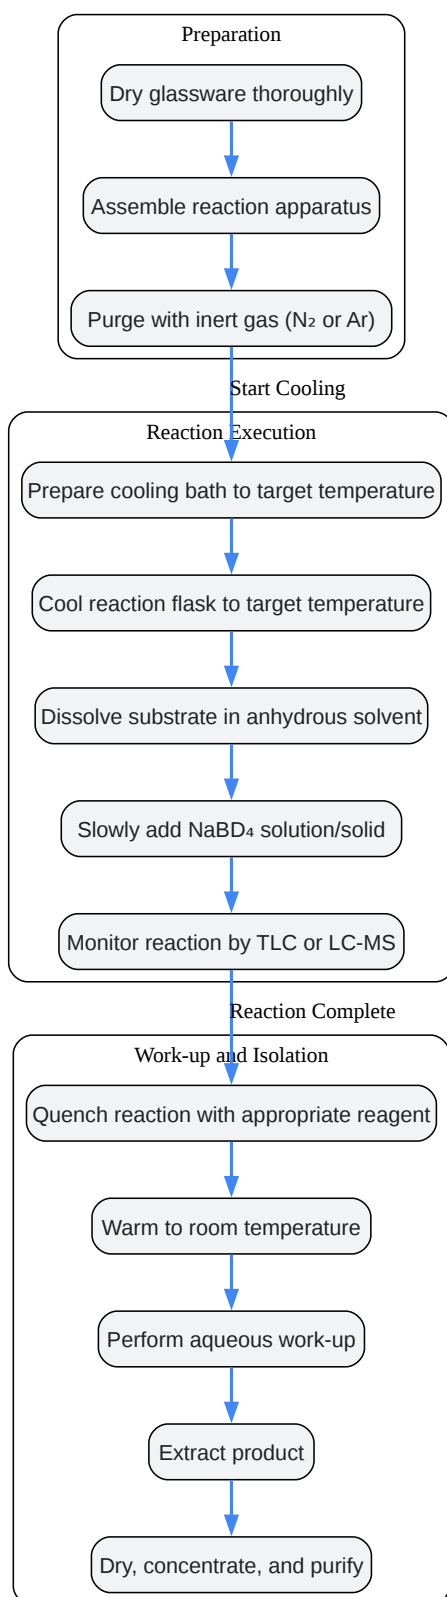 Preparation
Dry glassware thoroughly
Assemble reaction apparatus
Purge with inert gas (N₂ or Ar)
Start Cooling
Reaction Execution
Prepare cooling bath to target temperature
Cool reaction flask to target temperature
Dissolve substrate in anhydrous solvent
Slowly add NaBD₄ solution/solid
Monitor reaction by TLC or LC-MS
Reaction Complete
Work-up and Isolation
Quench reaction with appropriate reagent
Warm to room temperature
Perform aqueous work-up
Extract product
Dry, concentrate, and purify